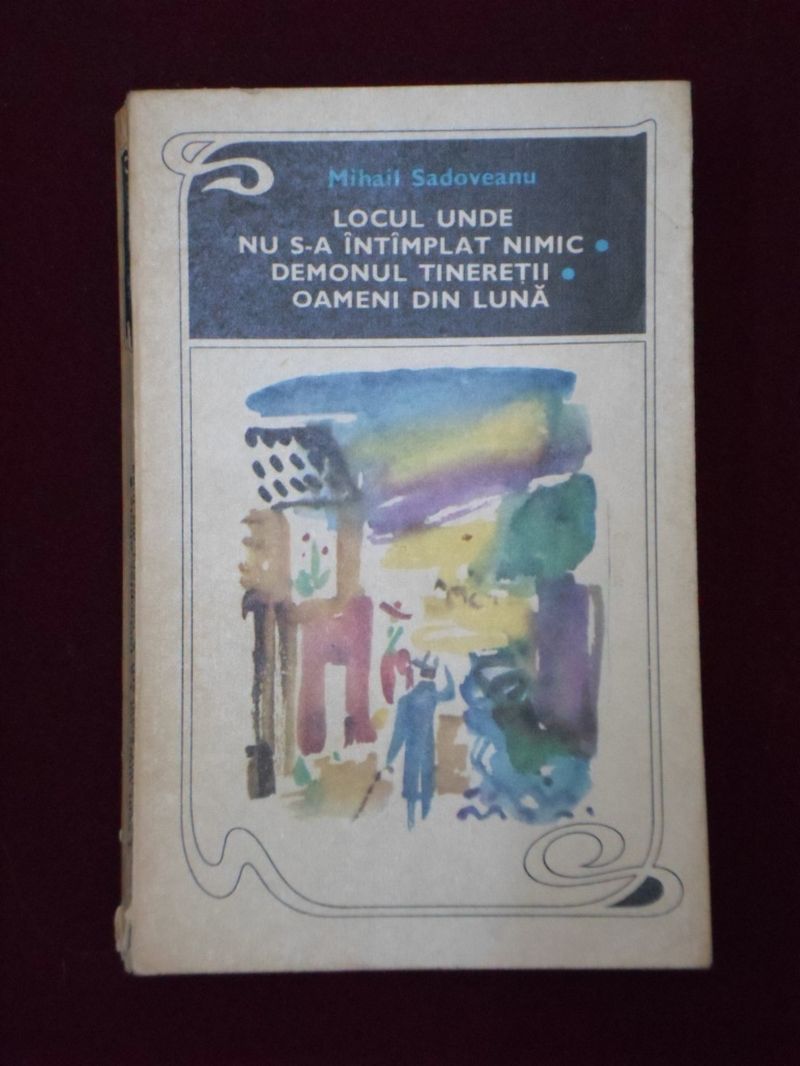 Mihail Sadoveanu
LOCUL UNDE
NU S-A ÎNTÎMPLAT NIMIC •
DEMONUL TINEREȚII •
OAMENI DIN LUNĂ